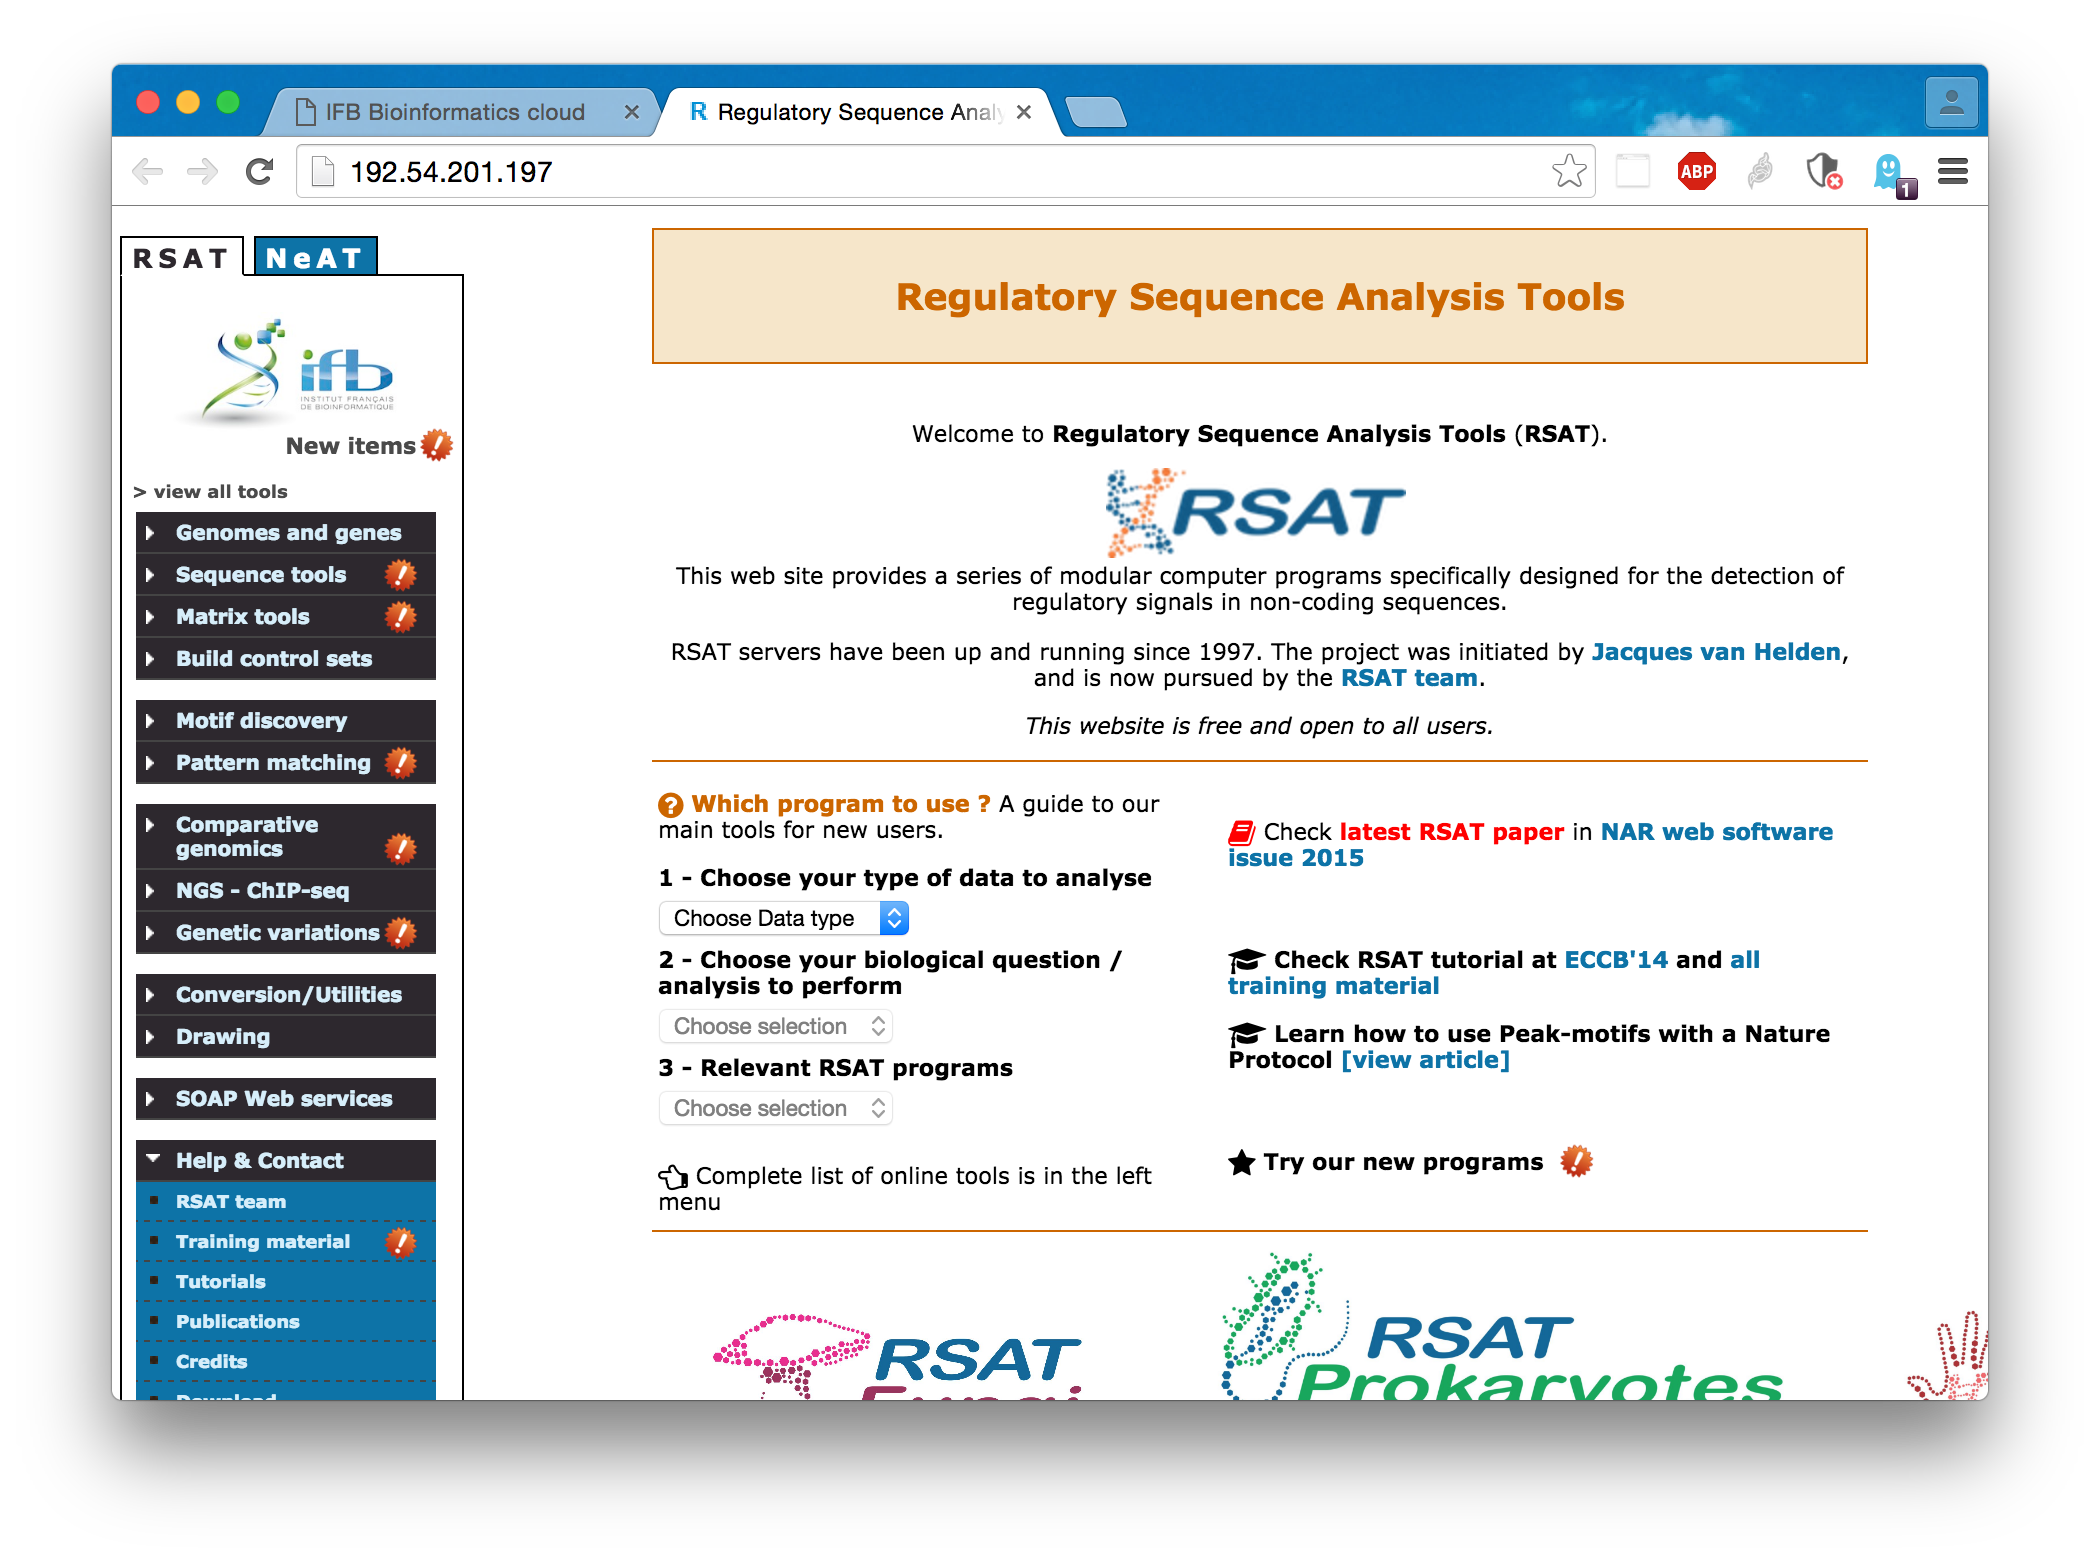 IFB Bioinformatics cloud
R Regulatory Sequence Analy
192.54.201.197
ABP
1
RSAT
NeAT
ifb
INSTITUT FRANÇAIS
DE BIOINFORMATIQUE
New items
> view all tools
Genomes and genes
Sequence tools
Matrix tools
Build control sets
Motif discovery
Pattern matching
Comparative
genomics
NGS - ChIP-seq
Genetic variations
Conversion/Utilities
Drawing
SOAP Web services
Help & Contact
RSAT team
Training material
Tutorials
Publications
Credits
Download
Regulatory Sequence Analysis Tools
Welcome to Regulatory Sequence Analysis Tools (RSAT).
RSAT
This web site provides a series of modular computer programs specifically designed for the detection of
regulatory signals in non-coding sequences.
RSAT servers have been up and running since 1997. The project was initiated by Jacques van Helden,
and is now pursued by the RSAT team.
This website is free and open to all users.
? Which program to use ? A guide to our
main tools for new users.
1 - Choose your type of data to analyse
Choose Data type
2 - Choose your biological question /
analysis to perform
Choose selection
3 - Relevant RSAT programs
Choose selection
Complete list of online tools is in the left
menu
Check latest RSAT paper in NAR web software
issue 2015
Check RSAT tutorial at ECCB'14 and all
training material
Learn how to use Peak-motifs with a Nature
Protocol [view article]
Try our new programs
RSAT
Fungi
RSAT
Prokaryotes